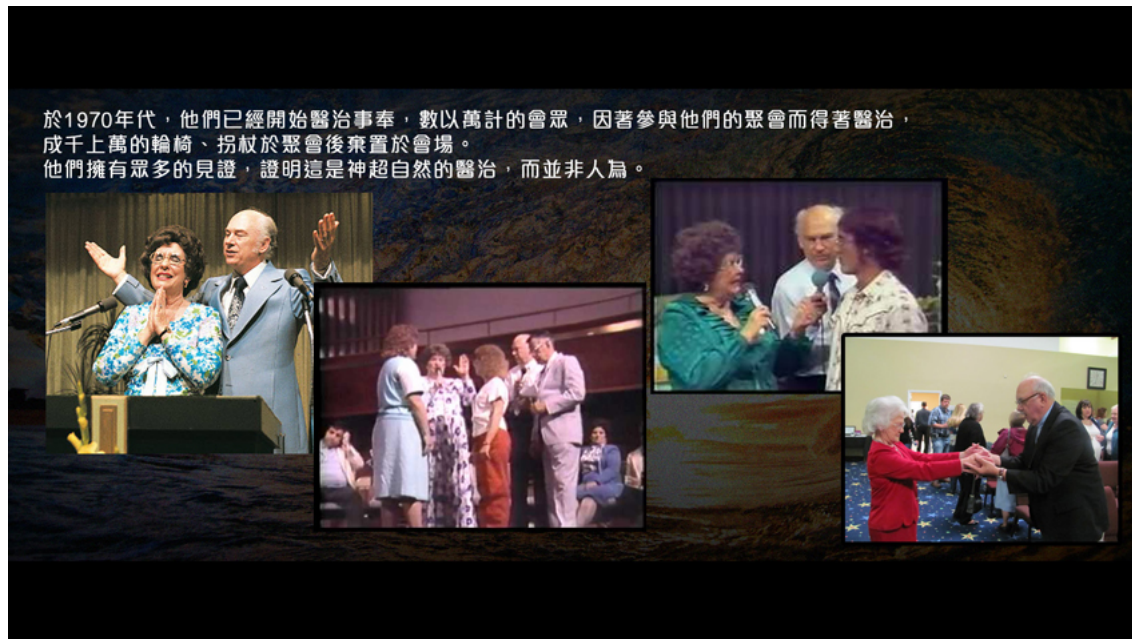 於1970年代，他們已經開始醫治事奉，數以萬計的會眾，因著參與他們的聚會而得著醫治，
成千上萬的輪椅、拐杖於聚會後棄置於會場。
他們擁有眾多的見證，證明這是神超自然的醫治，而並非人為。